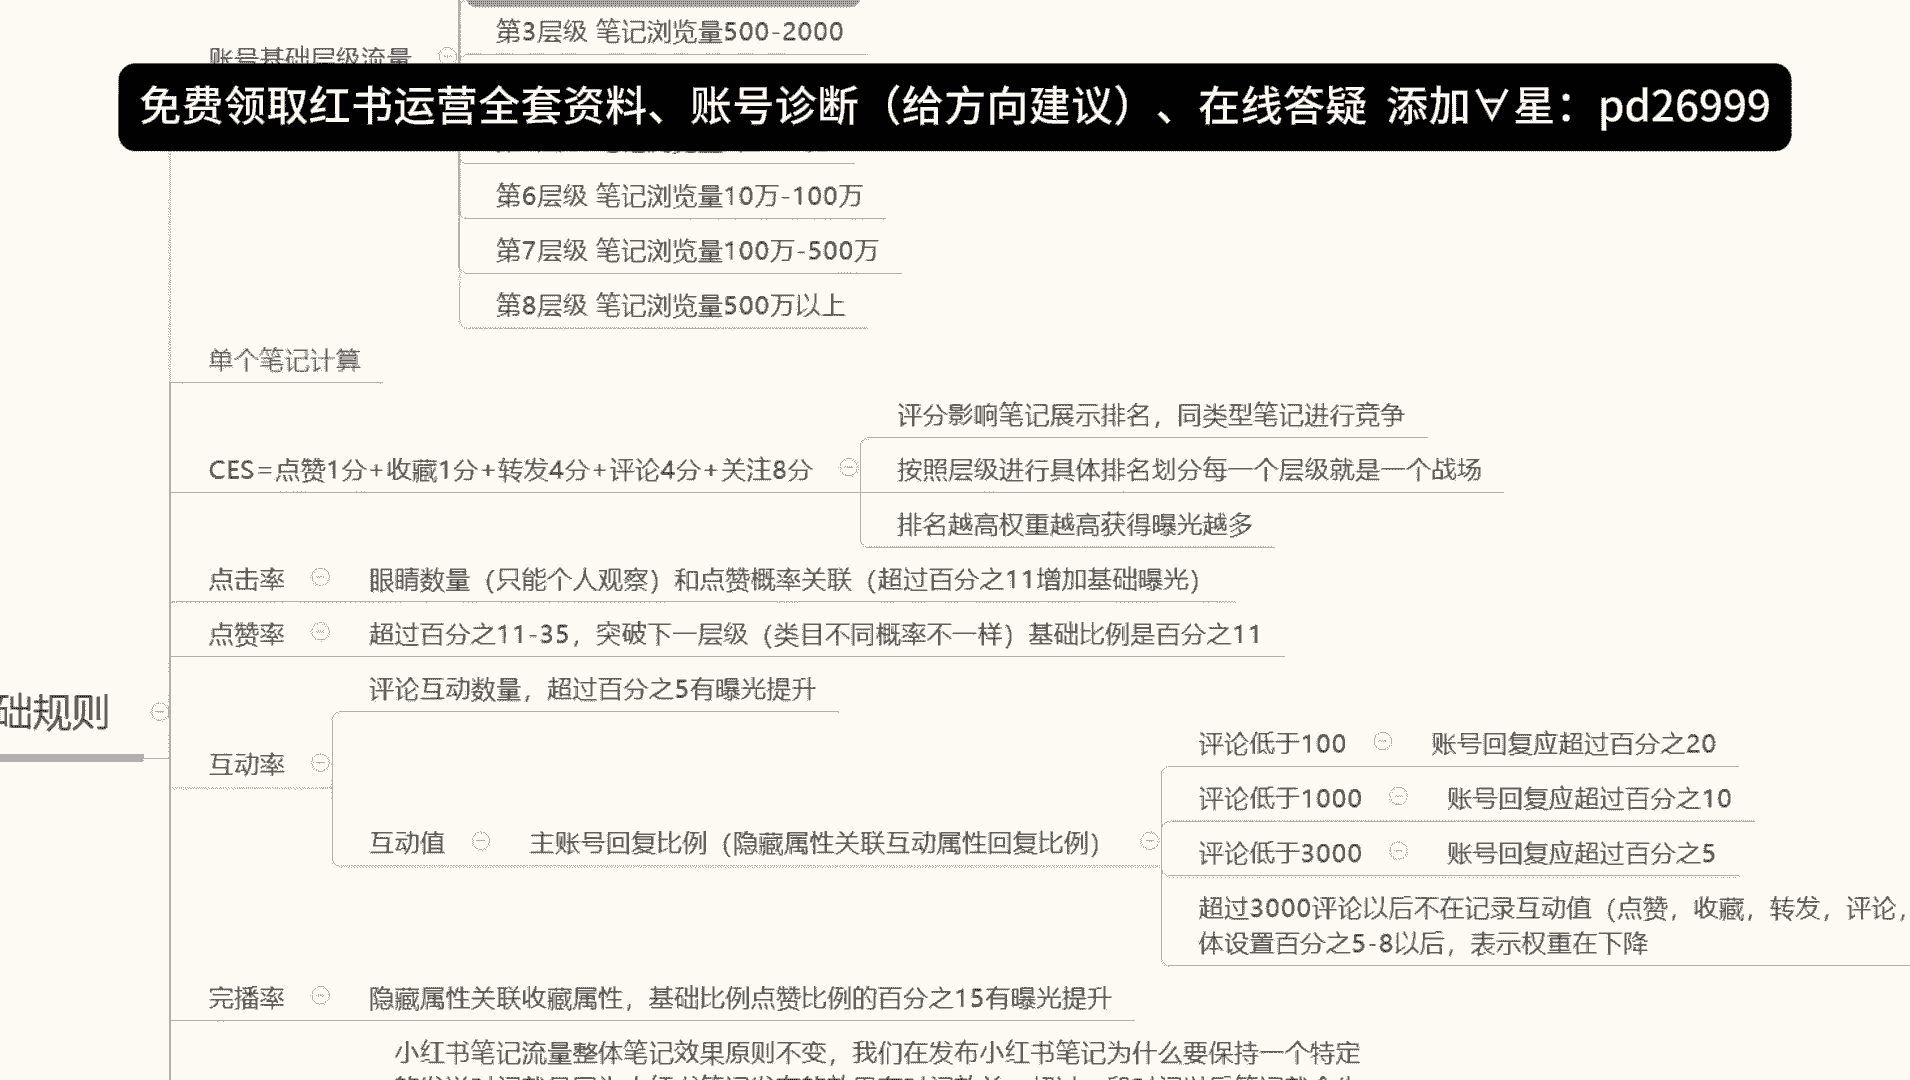 第3层级 笔记浏览量500-2000
账号基础层级流量
免费领取红书运营全套资料、账号诊断（给方向建议）、在线答疑 添加∀星：pd26999
第6层级 笔记浏览量10万-100万
第7层级 笔记浏览量100万-500万
第8层级 笔记浏览量500万以上
单个笔记计算
评分影响笔记展示排名，同类型笔记进行竞争
CES=点赞1分+收藏1分+转发4分+评论4分+关注8分
按照层级进行具体排名划分每一个层级就是一个战场
排名越高权重越高获得曝光越多
点击率
眼睛数量（只能个人观察）和点赞概率关联（超过百分之11增加基础曝光）
点赞率
超过百分之11-35，突破下一层级（类目不同概率不一样）基础比例是百分之11
评论互动数量，超过百分之5有曝光提升
础规则
互动率
评论低于100
账号回复应超过百分之20
评论低于1000
账号回复应超过百分之10
互动值
主账号回复比例（隐藏属性关联互动属性回复比例）
评论低于3000
账号回复应超过百分之5
超过3000评论以后不在记录互动值（点赞，收藏，转发，评论，
体设置百分之5-8以后，表示权重在下降
完播率
隐藏属性关联收藏属性，基础比例点赞比例的百分之15有曝光提升
小红书笔记流量整体笔记效果原则不变，我们在发布小红书笔记为什么要保持一个特定